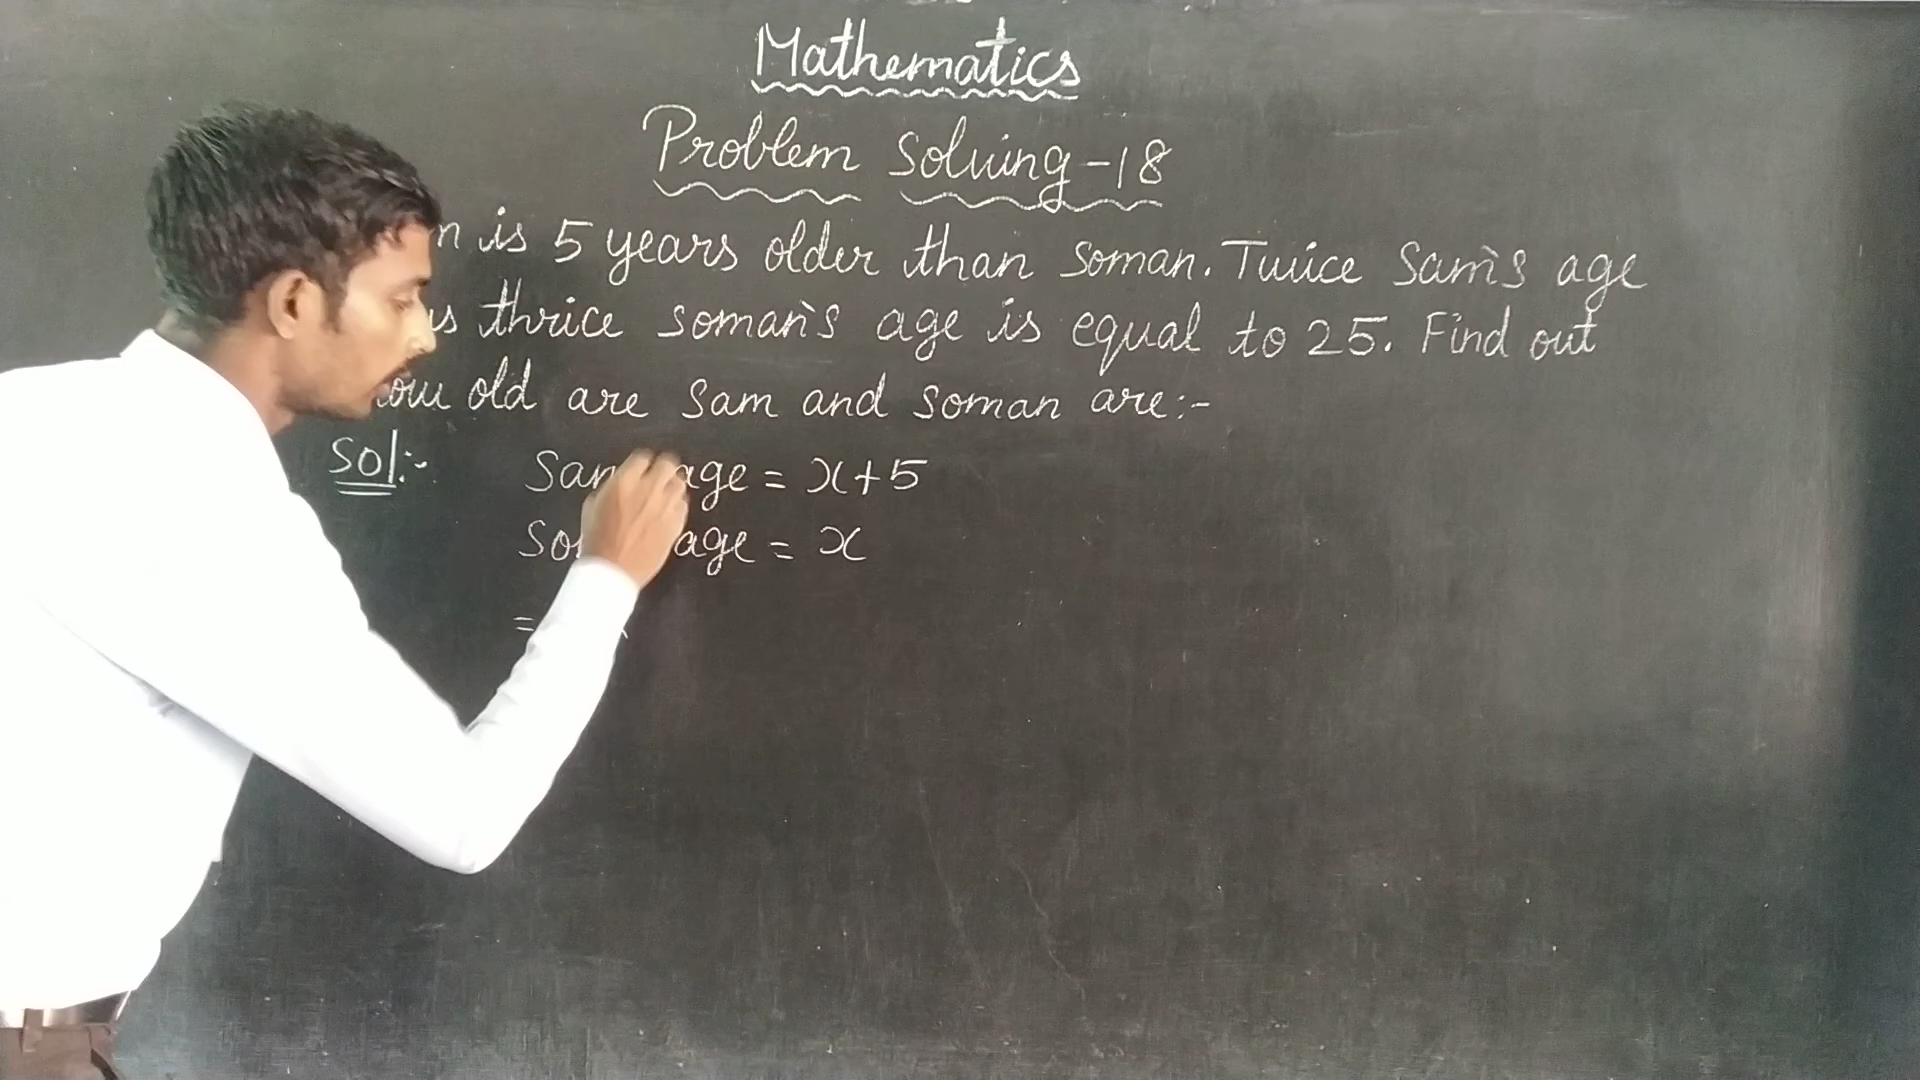 Mathematics
Problem Solving-18
is 5 years older than Soman. Twice Sam's age
thrice soman's age is equal to 25. Find out
old are Sam and soman are:-
Sol:-
age = x+5
age = x
=